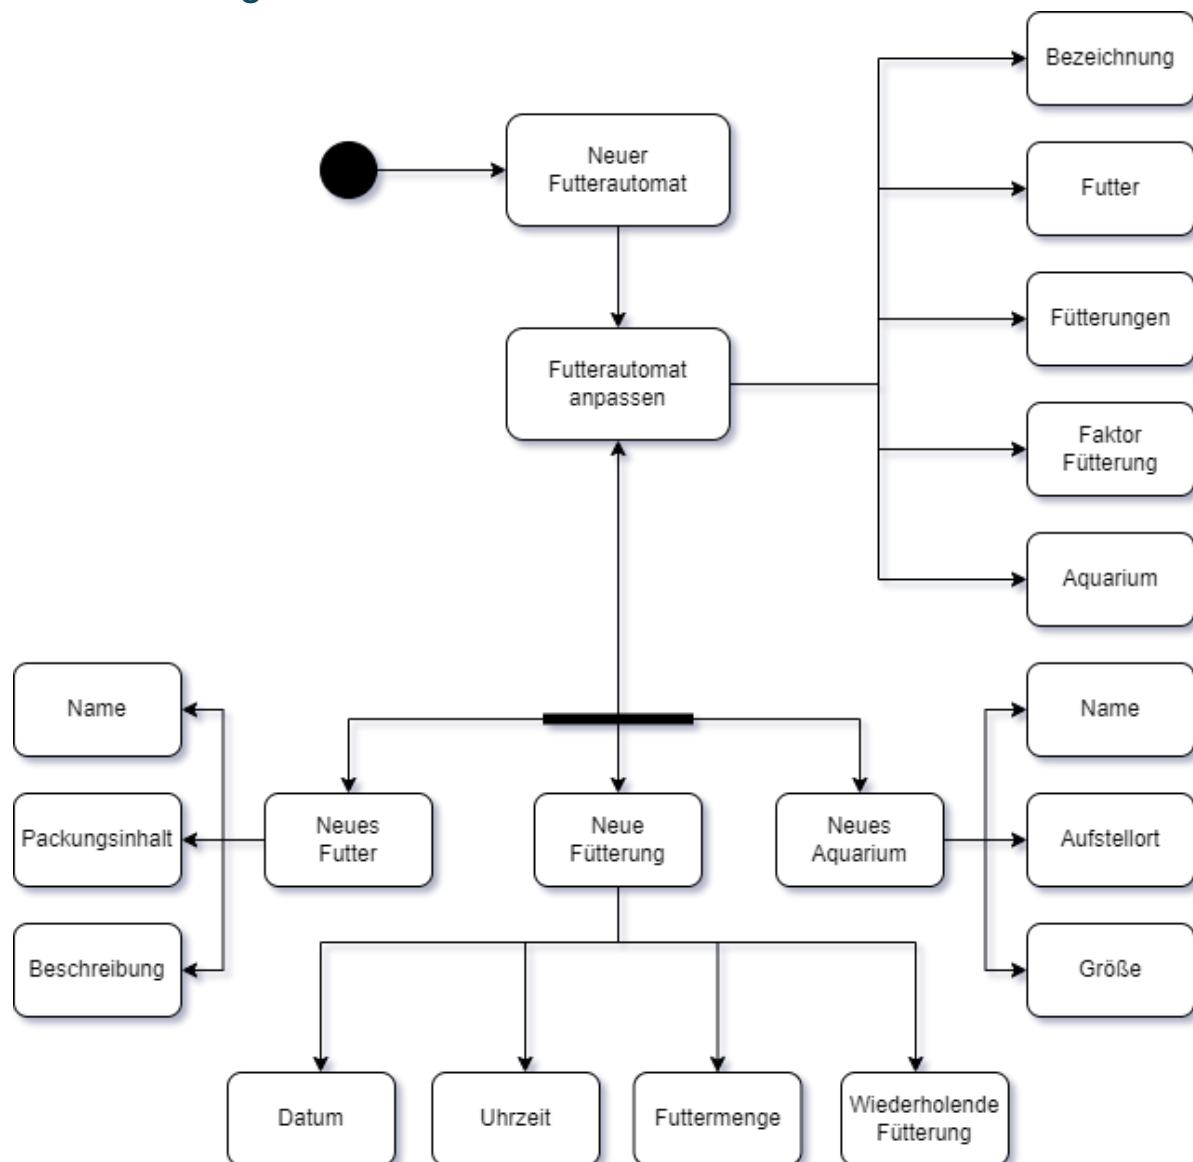 Bezeichnung
Neuer
Futterautomat
Futter
Fütterungen
Futterautomat
anpassen
Faktor
Fütterung
Aquarium
Name
Name
Packungsinhalt
Neues
Futter
Neue
Fütterung
Neues
Aquarium
Aufstellort
Beschreibung
Größe
Datum
Uhrzeit
Futtermenge
Wiederholende
Fütterung